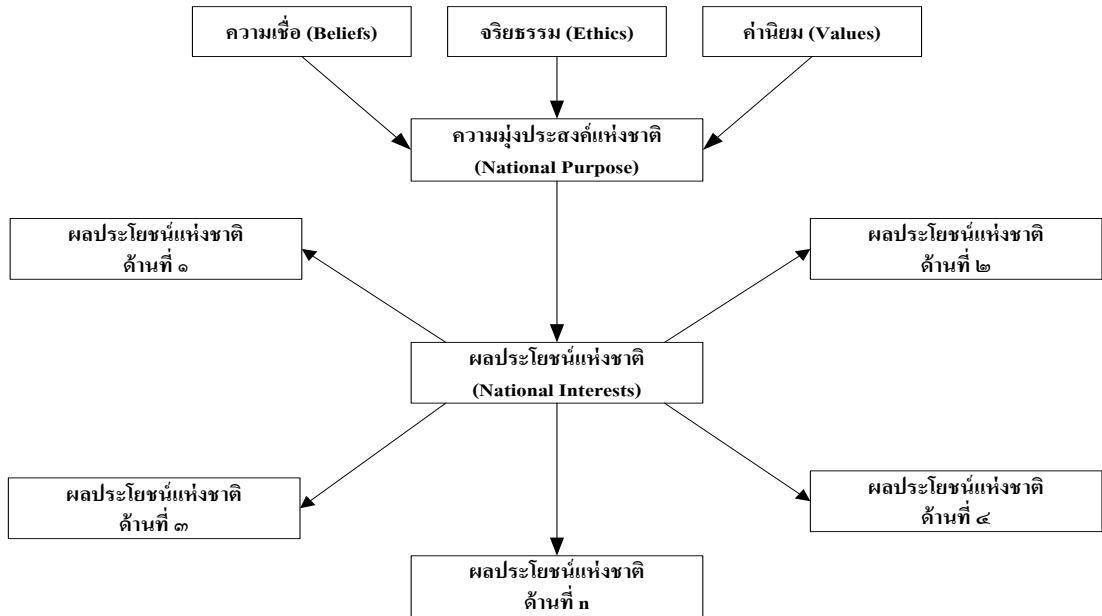 ความเชื่อ (Beliefs)
จริยธรรม (Ethics)
ค่านิยม (Values)
ความมุ่งประสงค์แห่งชาติ
(National Purpose)
ผลประโยชน์แห่งชาติ
ด้านที่ ๑
ผลประโยชน์แห่งชาติ
ด้านที่ ๒
ผลประโยชน์แห่งชาติ
(National Interests)
ผลประโยชน์แห่งชาติ
ด้านที่ ๓
ผลประโยชน์แห่งชาติ
ด้านที่ ๔
ผลประโยชน์แห่งชาติ
ด้านที่ n